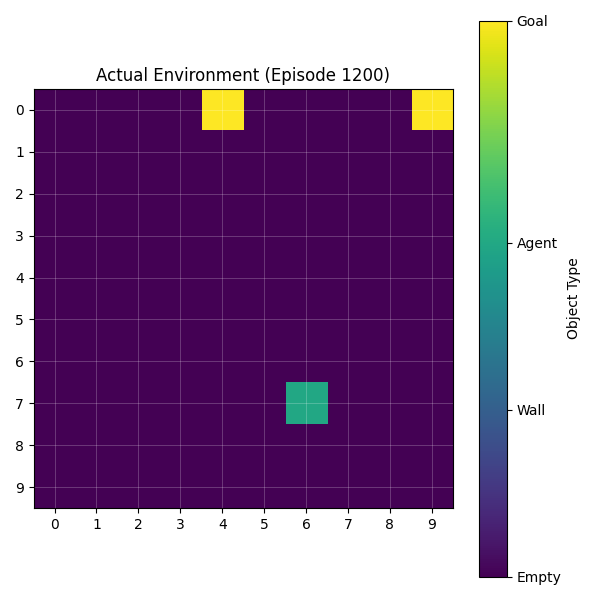 Actual Environment (Episode 1200)
0
1
2
3
4
5
6
7
8
9
0 1 2 3 4 5 6 7 8 9
Goal
Agent
Wall
Empty
Object Type